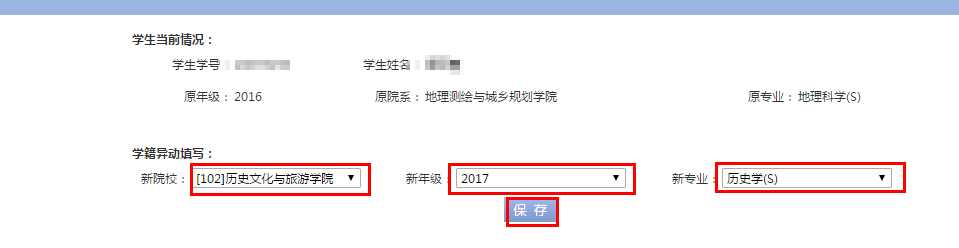 学生当前情况：
学生学号： 学生姓名：
原年级：2016 原院系：地理测绘与城乡规划学院 原专业：地理科学(S)
学籍异动填写：
新院校：[102]历史文化与旅游学院 新年级：2017 新专业：历史学(S)
保 存